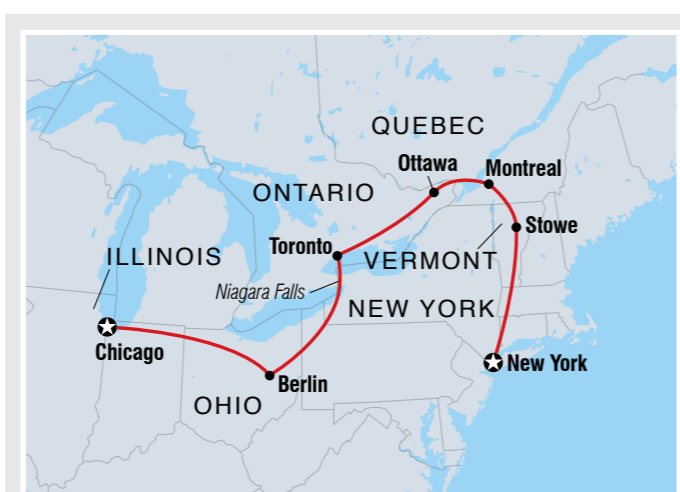 QUEBEC
Ottawa
Montreal
ONTARIO
Stowe
Toronto
VERMONT
ILLINOIS
Niagara Falls
NEW YORK
Chicago
New York
Berlin
OHIO